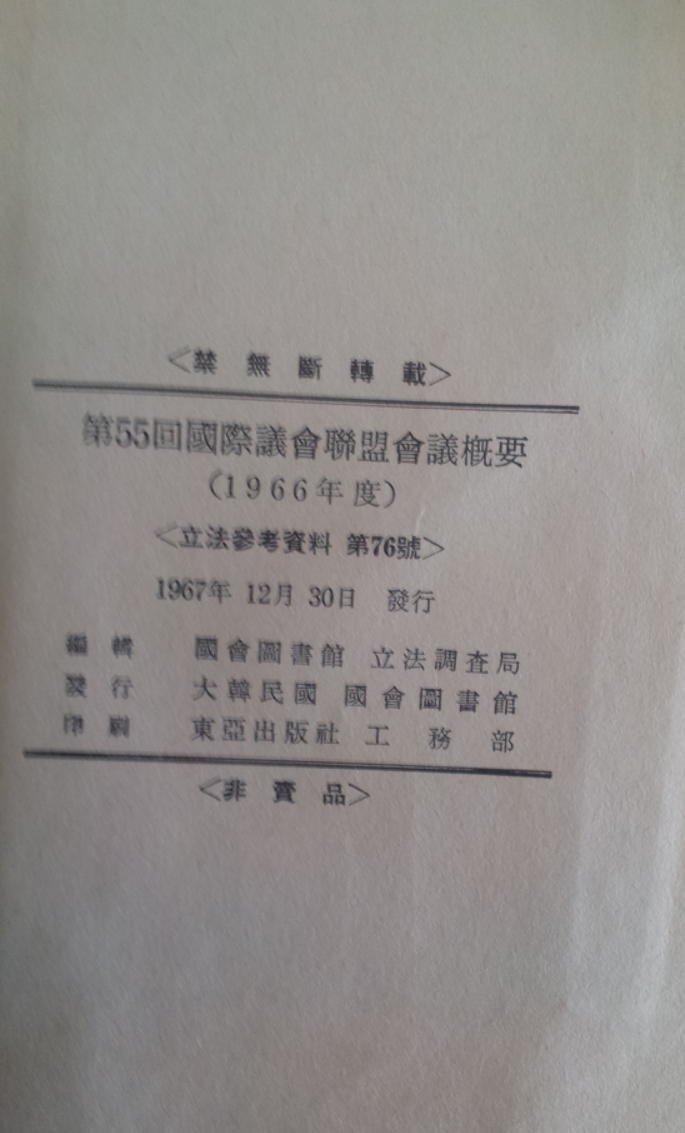 <禁 無 斷 轉 載>
第55回國際議會聯盟會議槪要
(1966年度)
<立法參考資料 第76號>
1967年 12月 30日 發行
編 輯 國會圖書館 立法調査局
發 行 大韓民國 國會圖書館
印 刷 東亞出版社 工務部
<非 賣 品>